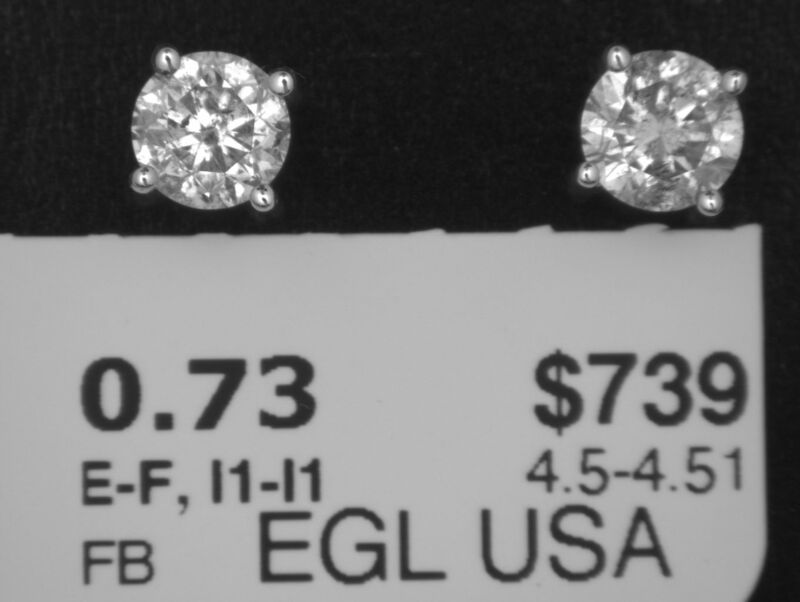 0.73 $739
E-F, I1-I1 4.5-4.51
FB EGL USA